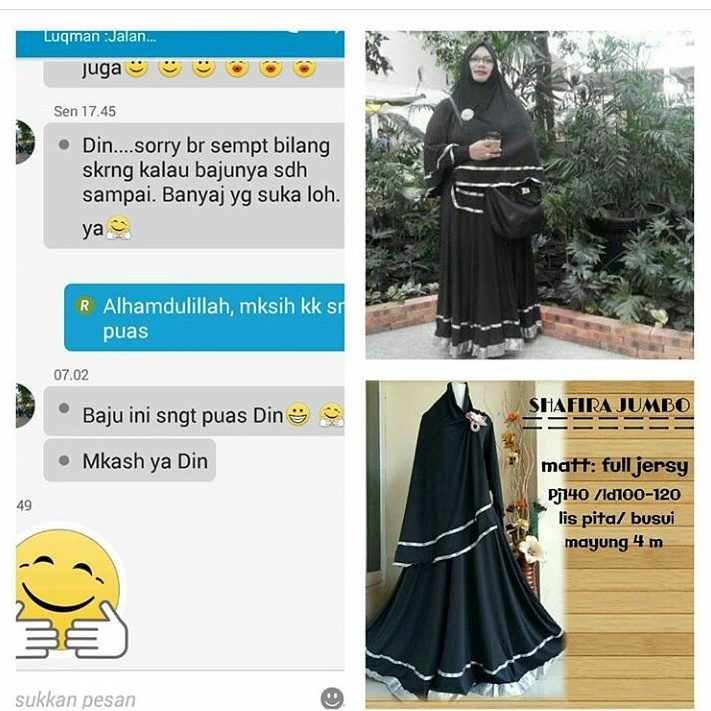 Luqman :Jalan...
juga
Sen 17.45
Din....sorry br sempt bilang
skrng kalau bajunya sdh
sampai. Banyaj yg suka loh.
ya
R
Alhamdulillah, mksih kk
puas
07.02
Baju ini sngt puas Din
Mkash ya Din
49
sukkan pesan
SHAFIRA JUMBO
matt: full jersy
Pj140 /ld100-120
lis pita/ busui
mayung 4 m